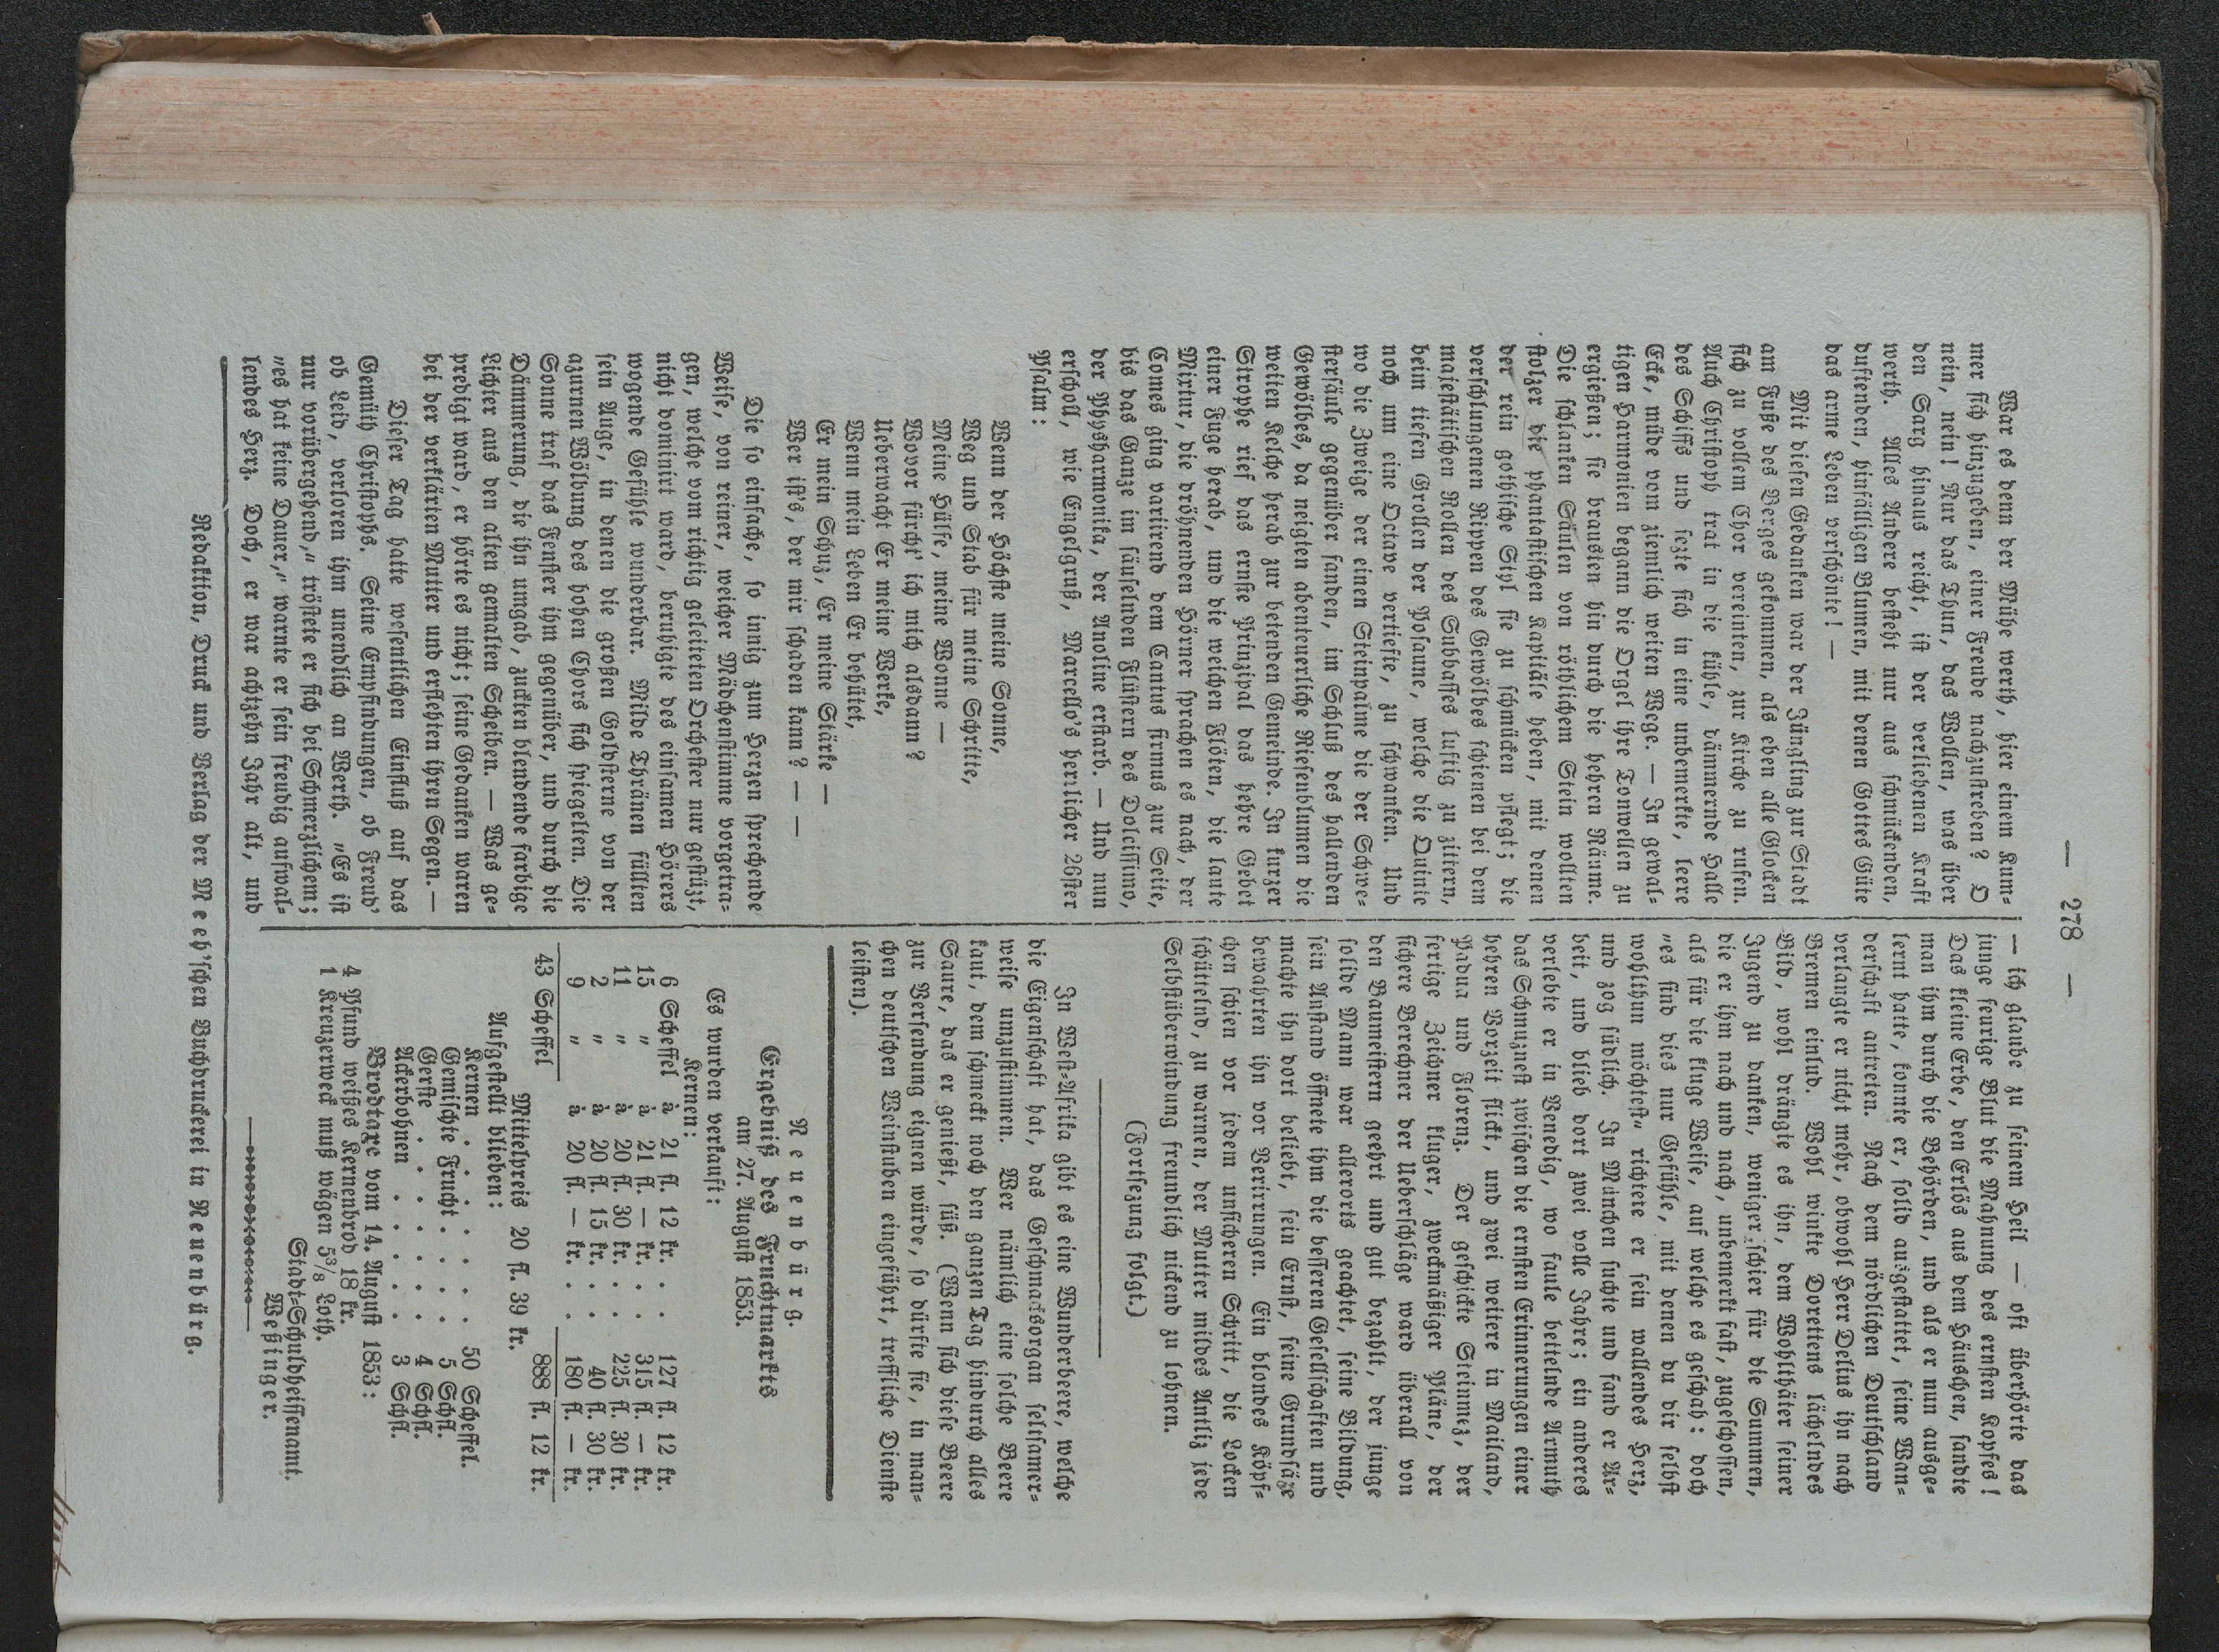 — 278 —
War es denn der Mühe werth, hier einem Kum-
mer sich hinzugeben, einer Freude nachzustreben? O
nein, nein! Nur das Thun, das Wollen, was über
den Sarg hinaus reicht, ist der verliehenen Kraft
werth. Alles Andere besteht nur aus schmückenden,
duftenden, hinfälligen Blumen, mit denen Gottes Güte
das arme Leben verschönte! —
Mit diesen Gedanken war der Jüngling zur Stadt
am Fuße des Berges gekommen, als eben alle Glocken
sich zu vollem Chor vereinten, zur Kirche zu rufen.
Auch Christoph trat in die kühle, dämmernde Halle
des Schiffs und sezte sich in eine unbemerkte, leere
Ecke, müde vom ziemlich weiten Wege. — In gewal-
tigen Harmonien begann die Orgel ihre Tonwellen zu
ergießen; sie brausten hin durch die hehren Räume.
Die schlanken Säulen von röthlichem Stein wollten
stolzer die phantastischen Kapitäle heben, mit denen
der rein gothische Styl sie zu schmücken pflegt; die
verschlungenen Rippen des Gewölbes schienen bei dem
majestätischen Rollen des Subbasses luftig zu zittern,
beim tiefen Grollen der Posaune, welche die Quinte
noch um eine Octave vertiefte, zu schwanken. Und
wo die Zweige der einen Steinpalme die der Schwe-
stersäule gegenüber fanden, im Schluß des hallenden
Gewölbes, da neigten abenteuerliche Riesenblumen die
weiten Kelche herab zur betenden Gemeinde. In kurzer
Strophe rief das ernste Prinzipal das hehre Gebet
einer Fuge herab, und die weichen Flöten, die laute
Mixtur, die dröhnenden Hörner sprachen es nach, der
Tomes ging variirend dem Cantus firmus zur Seite,
bis das Ganze im säuselnden Flüstern des Dolcissimo,
der Physharmonika, der Aeoline erstarb. — Und nun
erscholl, wie Engelgruß, Marcello's herrlicher 26ster
Psalm:
Wenn der Höchste meine Sonne,
Weg und Stab für meine Schritte,
Meine Hülfe, meine Wonne —
Wovor fürcht' ich mich alsdann?
Ueberwacht Er meine Werke,
Wenn mein Leben Er behütet,
Er mein Schuz, Er meine Stärke —
Wer ist's, der mir schaden kann? — —
Die so einfache, so innig zum Herzen sprechende
Weise, von reiner, weicher Mädchenstimme vorgetra-
gen, welche vom richtig geleiteten Orchester nur gestüzt,
nicht dominirt ward, beruhigte des einsamen Hörers
wogende Gefühle wunderbar. Milde Thränen füllten
sein Auge, in denen die großen Goldsterne von der
azurnen Wölbung des hohen Chors sich spiegelten. Die
Sonne traf das Fenster ihm gegenüber, und durch die
Dämmerung, die ihn umgab, zuckten blendende farbige
Lichter aus den alten gemalten Scheiben. — Was ge-
predigt ward, er hörte es nicht; seine Gedanken waren
bei der verklärten Mutter und erflehten ihren Segen. —
Dieser Tag hatte wesentlichen Einfluß auf das
Gemüth Christophs. Seine Empfindungen, ob Freud'
ob Leid, verloren ihm unendlich an Werth. „Es ist
nur vorübergehend,“ tröstete er sich bei Schmerzlichem;
„es hat keine Dauer,“ warnte er sein freudig aufwal-
lendes Herz. Doch, er war achtzehn Jahr alt, und
— ich glaube zu seinem Heil — oft überhörte das
junge feurige Blut die Mahnung des ernsten Kopfes!
Das kleine Erbe, den Erlös aus dem Häuschen, sandte
man ihm durch die Behörden, und als er nun ausge-
lernt hatte, konnte er, solid ausgestattet, seine Wan-
derschaft antreten. Nach dem nördlichen Deutschland
verlangte er nicht mehr, obwohl Herr Delius ihn nach
Bremen einlud. Wohl winkte Dorettens lächelndes
Bild, wohl drängte es ihn, dem Wohlthäter seiner
Jugend zu danken, weniger schier für die Summen,
die er ihm nach und nach, unbemerkt fast, zugeschossen,
als für die kluge Weise, auf welche es geschah: doch
„es sind dies nur Gefühle, mit denen du dir selbst
wohlthun möchtest“ richtete er sein wallendes Herz,
und zog südlich. In München suchte und fand er Ar-
beit, und blieb dort zwei volle Jahre; ein anderes
verlebte er in Venedig, wo faule bettelnde Armuth
das Schmuznest zwischen die ernsten Erinnerungen einer
hehren Vorzeit flickt, und zwei weitere in Mailand,
Padua und Florenz. Der geschickte Steinmez, der
fertige Zeichner kluger, zweckmäßiger Pläne, der
sichere Berechner der Ueberschläge ward überall von
den Baumeistern geehrt und gut bezahlt, der junge
solide Mann war allerorts geachtet, seine Bildung,
sein Anstand öffnete ihm die besseren Gesellschaften und
machte ihn dort beliebt, sein Ernst, seine Grundsäze
bewahrten ihn vor Verirrungen. Ein blondes Köpf-
chen schien vor jedem unsicheren Schritt, die Locken
schüttelnd, zu warnen, der Mutter mildes Antliz jede
Selbstüberwindung freundlich nickend zu lohnen.
(Fortsezung folgt.)
In West-Afrika gibt es eine Wunderbeere, welche
die Eigenschaft hat, das Geschmacksorgan seltsamer-
weise umzustimmen. Wer nämlich eine solche Beere
kaut, dem schmeckt noch den ganzen Tag hindurch alles
Saure, das er genießt, süß. (Wenn sich diese Beere
zur Versendung eignen würde, so dürfte sie, in man-
chen deutschen Weinstuben eingeführt, treffliche Dienste
leisten).
Neuenbürg.
Ergebniß des Fruchtmarkts
am 27. August 1853.
Es wurden verkauft:
Kernen:
6 Scheffel à 21 fl. 12 kr. . . 127 fl. 12 kr.
15 „ à 21 fl. — kr. . . 315 fl. — kr.
11 „ à 20 fl. 30 kr. . . 225 fl. 30 kr.
2 „ à 20 fl. 15 kr. . . 40 fl. 30 kr.
9 „ à 20 fl. — kr. . . 180 fl. — kr.
43 Scheffel 888 fl. 12 kr.
Mittelpreis 20 fl. 39 kr.
Aufgestellt blieben:
Kernen . . . . . . 50 Scheffel.
Gemischte Frucht . . . . 5 Schfl.
Gerste . . . . . . 4 Schfl.
Ackerbohnen . . . . . 3 Schfl.
Brodtaxe vom 14. August 1853:
4 Pfund weißes Kernenbrod 18 kr.
1 Kreuzerweck muß wägen 5 3/8 Loth.
Stadt-Schuldheissenamt.
Weßinger.
Redaktion, Druck und Verlag der Meeh'schen Buchdruckerei in Neuenbürg.